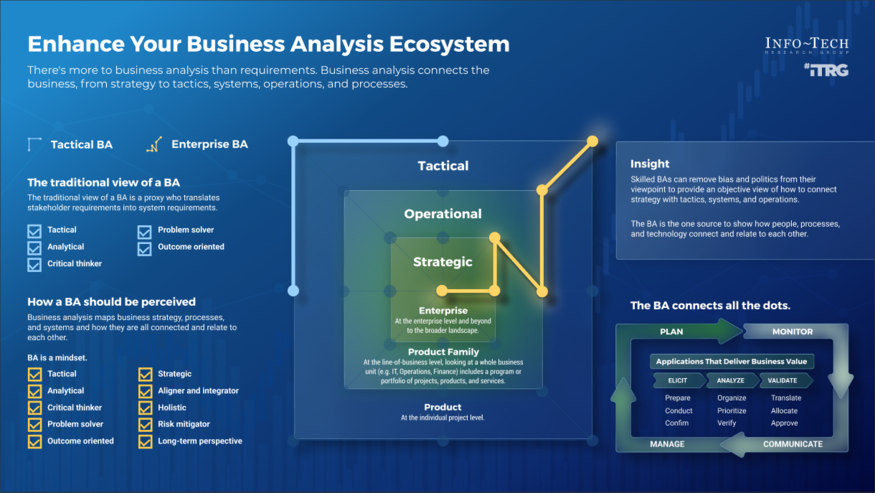 Enhance Your Business Analysis Ecosystem
There's more to business analysis than requirements. Business analysis connects the
business, from strategy to tactics, systems, operations, and processes.
INFO~TECH
RESEARCH GROUP
#iTRG
Tactical BA
Enterprise BA
The traditional view of a BA
The traditional view of a BA is a proxy who translates
stakeholder requirements into system requirements.
Tactical
Analytical
Critical thinker
Problem solver
Outcome oriented
How a BA should be perceived
Business analysis maps business strategy, processes,
and systems and how they are all connected and relate to
each other.
BA is a mindset.
Tactical
Analytical
Critical thinker
Problem solver
Outcome oriented
Strategic
Aligner and integrator
Holistic
Risk mitigator
Long-term perspective
Tactical
Operational
Strategic
Enterprise
At the enterprise level and beyond
to the broader landscape.
Product Family
At the line-of-business level, looking at a whole business
unit (e.g. IT, Operations, Finance) includes a program or
portfolio of projects, products, and services.
Product
At the individual project level.
Insight
Skilled BAs can remove bias and politics from their
viewpoint to provide an objective view of how to connect
strategy with tactics, systems, and operations.
The BA is the one source to show how people, processes,
and technology connect and relate to each other.
The BA connects all the dots.
PLAN
MONITOR
Applications That Deliver Business Value
ELICIT
ANALYZE
VALIDATE
Prepare
Organize
Translate
Conduct
Prioritize
Allocate
Confim
Verify
Approve
MANAGE
COMMUNICATE